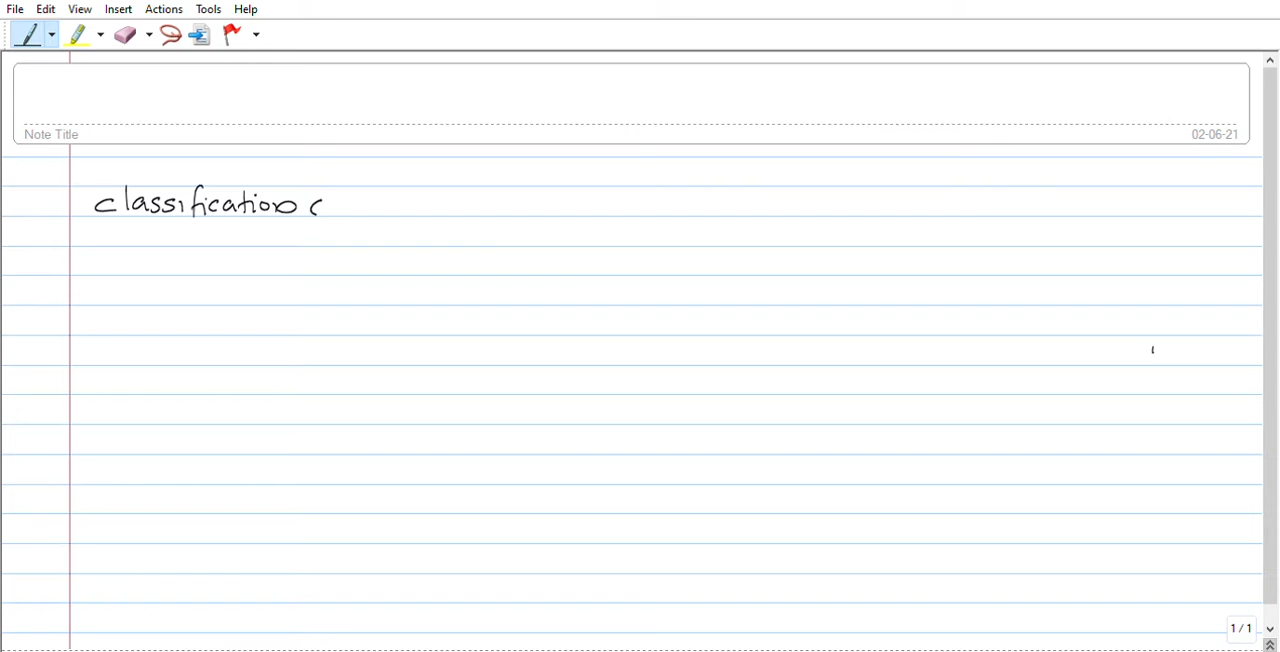 File Edit View Insert Actions Tools Help
Note Title 02-06-21
classification c
1 / 1